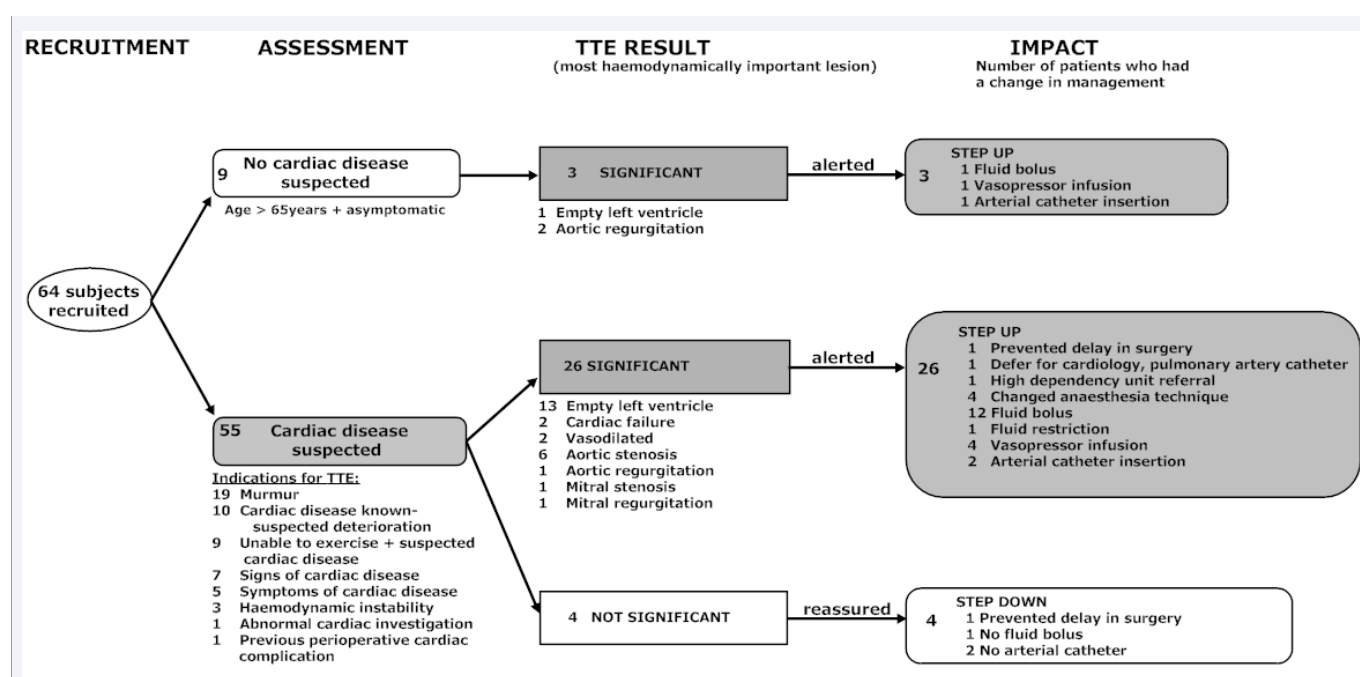 RECRUITMENT
ASSESSMENT
TTE RESULT
(most haemodynamically important lesion)
IMPACT
Number of patients who had
a change in management
64 subjects
recruited
9 No cardiac disease
suspected
Age > 65years + asymptomatic
3 SIGNIFICANT
1 Empty left ventricle
2 Aortic regurgitation
alerted
3
STEP UP
1 Fluid bolus
1 Vasopressor infusion
1 Arterial catheter insertion
55 Cardiac disease
suspected
Indications for TTE:
19 Murmur
10 Cardiac disease known-
suspected deterioration
9 Unable to exercise + suspected
cardiac disease
7 Signs of cardiac disease
5 Symptoms of cardiac disease
3 Haemodynamic instability
1 Abnormal cardiac investigation
1 Previous perioperative cardiac
complication
26 SIGNIFICANT
13 Empty left ventricle
2 Cardiac failure
2 Vasodilated
6 Aortic stenosis
1 Aortic regurgitation
1 Mitral stenosis
1 Mitral regurgitation
alerted
26
STEP UP
1 Prevented delay in surgery
1 Defer for cardiology, pulmonary artery catheter
1 High dependency unit referral
4 Changed anaesthesia technique
12 Fluid bolus
1 Fluid restriction
4 Vasopressor infusion
2 Arterial catheter insertion
4 NOT SIGNIFICANT
reassured
4
STEP DOWN
1 Prevented delay in surgery
1 No fluid bolus
2 No arterial catheter